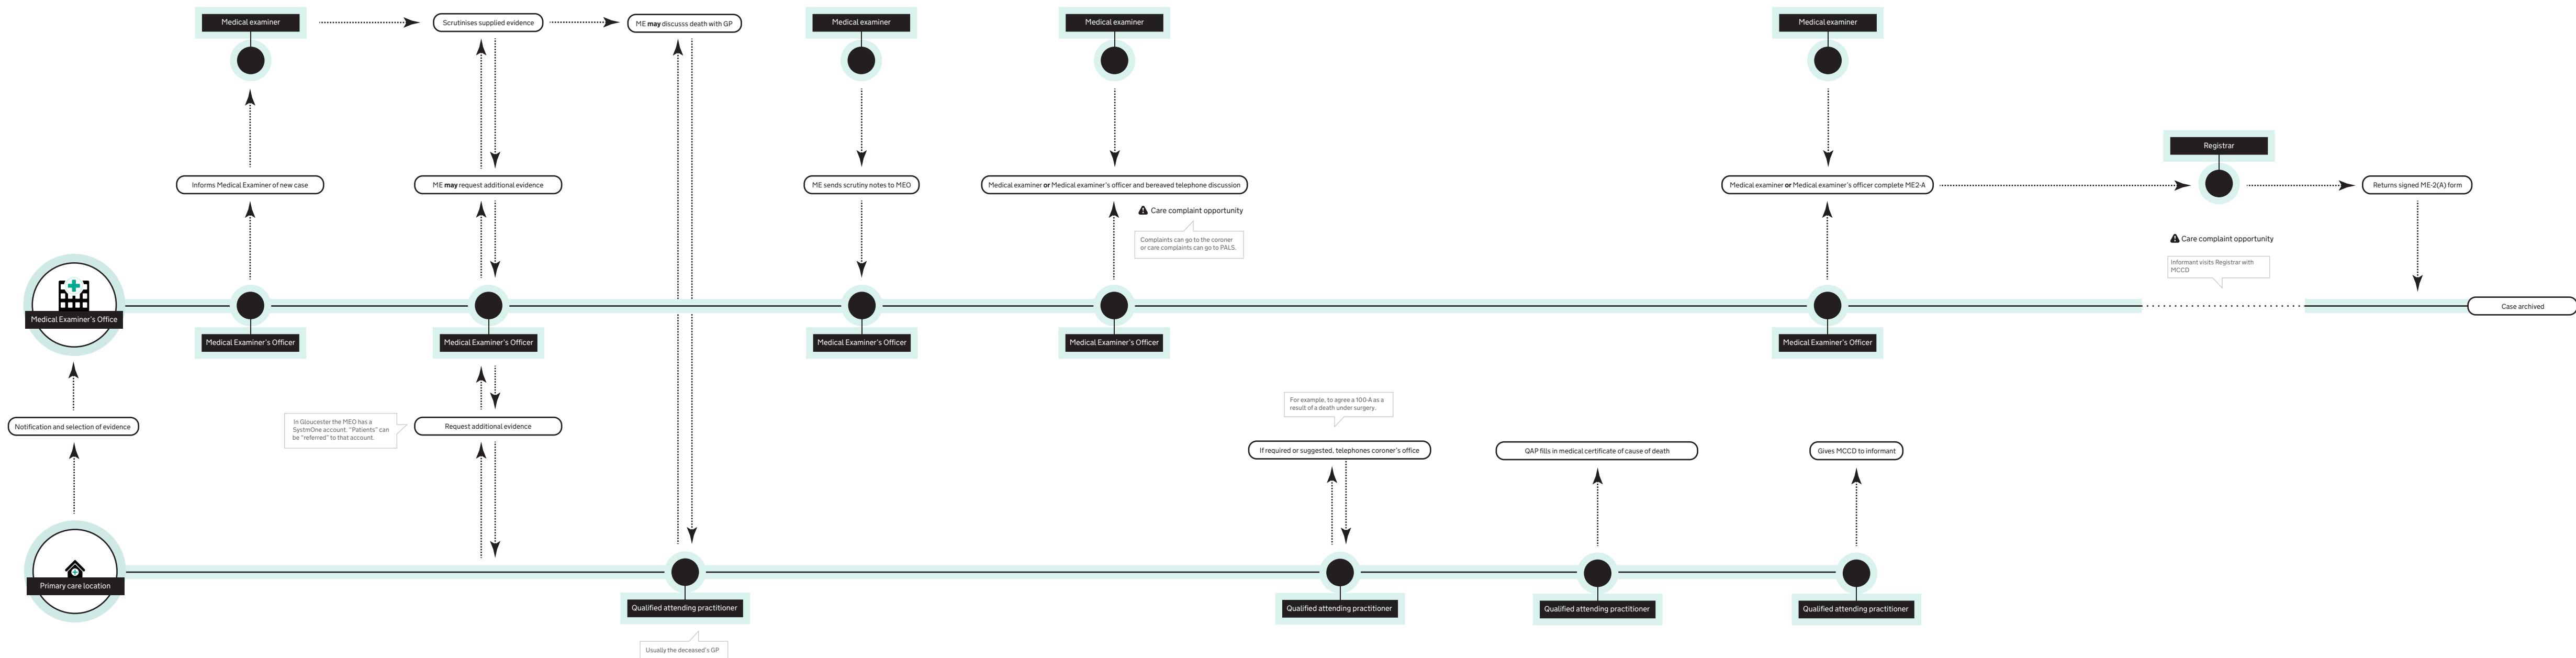 Medical examiner
Scrutinises supplied evidence
ME may discusss death with GP
Medical examiner
Medical examiner
Medical examiner
Registrar
Informs Medical Examiner of new case
ME may request additional evidence
ME sends scrutiny notes to MEO
Medical examiner or Medical examiner's officer and bereaved telephone discussion
Medical examiner or Medical examiner's officer complete ME2-A
Returns signed ME-2(A) form
Care complaint opportunity
Complaints can go to the coroner
or care complaints can go to PALS.
Care complaint opportunity
Informant visits Registrar with
MCCD
Medical Examiner's Office
Case archived
Medical Examiner's Officer
Medical Examiner's Officer
Medical Examiner's Officer
Medical Examiner's Officer
Medical Examiner's Officer
Notification and selection of evidence
In Gloucester the MEO has a
SystmOne account. "Patients" can
be "referred" to that account.
Request additional evidence
For example, to agree a 100-A as a
result of a death under surgery.
If required or suggested, telephones coroner's office
QAP fills in medical certificate of cause of death
Gives MCCD to informant
Primary care location
Qualified attending practitioner
Qualified attending practitioner
Qualified attending practitioner
Qualified attending practitioner
Usually the deceased's GP